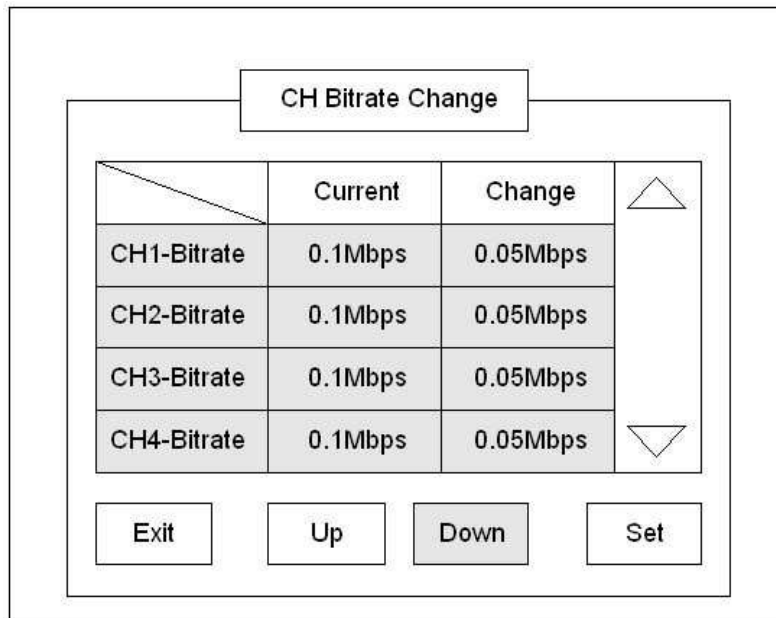 CH Bitrate Change
Current Change
CH1-Bitrate 0.1Mbps 0.05Mbps
CH2-Bitrate 0.1Mbps 0.05Mbps
CH3-Bitrate 0.1Mbps 0.05Mbps
CH4-Bitrate 0.1Mbps 0.05Mbps
Exit Up Down Set